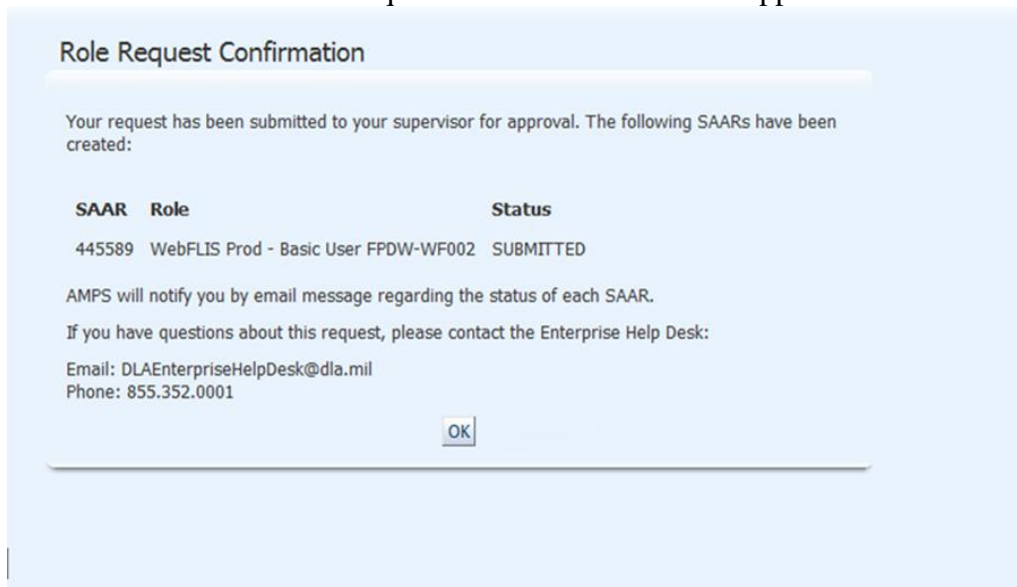 Role Request Confirmation
Your request has been submitted to your supervisor for approval. The following SAARs have been
created:
SAAR Role Status
445589 WebFLIS Prod - Basic User FPDW-WF002 SUBMITTED
AMPS will notify you by email message regarding the status of each SAAR.
If you have questions about this request, please contact the Enterprise Help Desk:
Email: DLAEnterpriseHelpDesk@dla.mil
Phone: 855.352.0001
OK